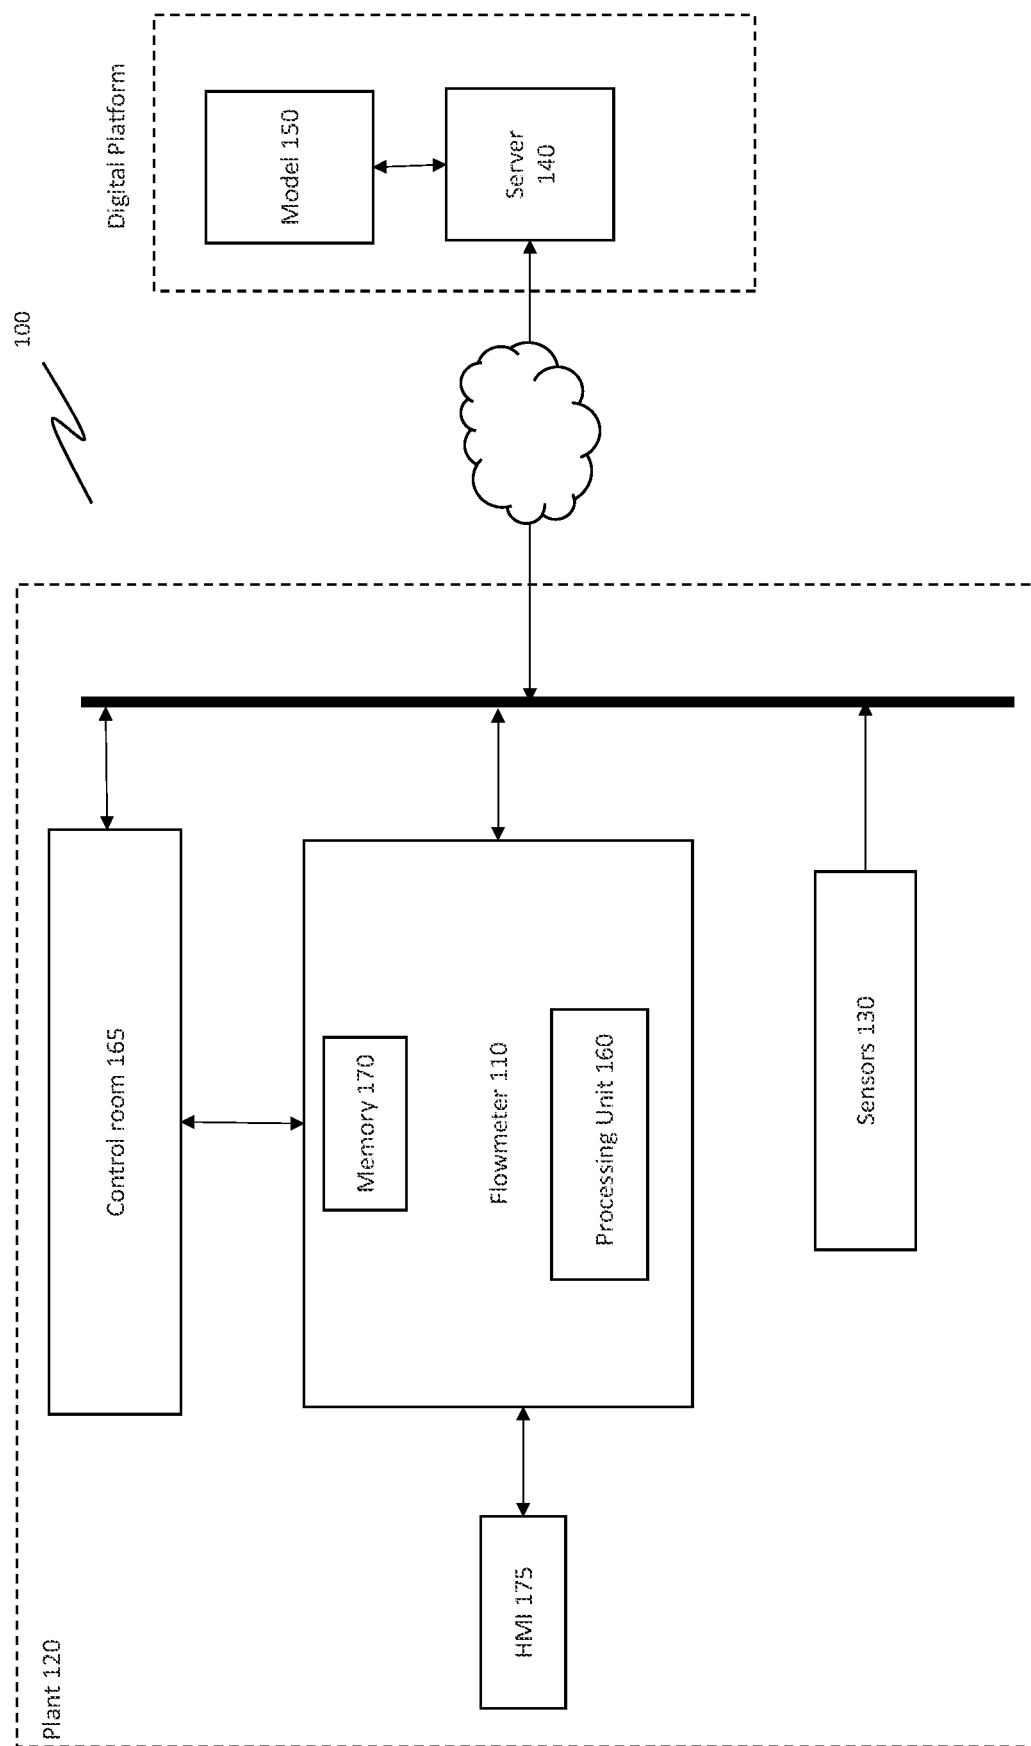 100
Plant 120
Digital Platform
Control room 165
Model 150
Server
140
Memory 170
Flowmeter 110
Processing Unit 160
HMI 175
Sensors 130